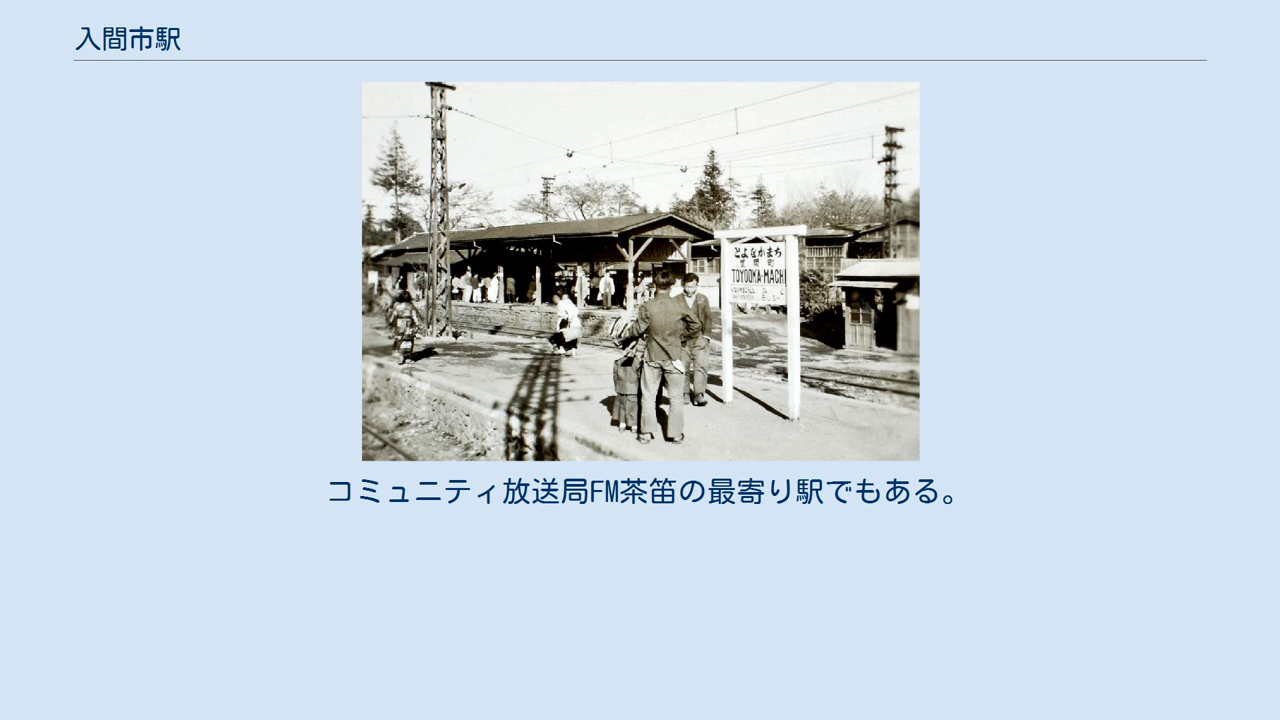 入間市駅
とよをかまち
豊岡町
TOYOOKA-MACHI
コミュニティ放送局FM茶笛の最寄り駅でもある。